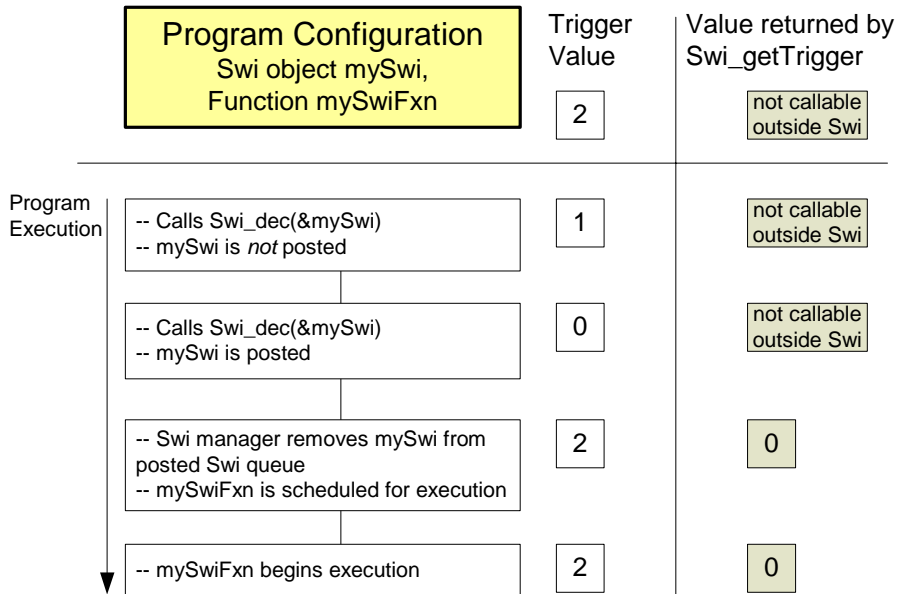 Program Configuration
Swi object mySwi,
Function mySwiFxn
Trigger
Value
Value returned by
Swi_getTrigger
2
not callable
outside Swi
Program
Execution
-- Calls Swi_dec(&mySwi)
-- mySwi is not posted
1
not callable
outside Swi
-- Calls Swi_dec(&mySwi)
-- mySwi is posted
0
not callable
outside Swi
-- Swi manager removes mySwi from
posted Swi queue
-- mySwiFxn is scheduled for execution
2
0
-- mySwiFxn begins execution
2
0